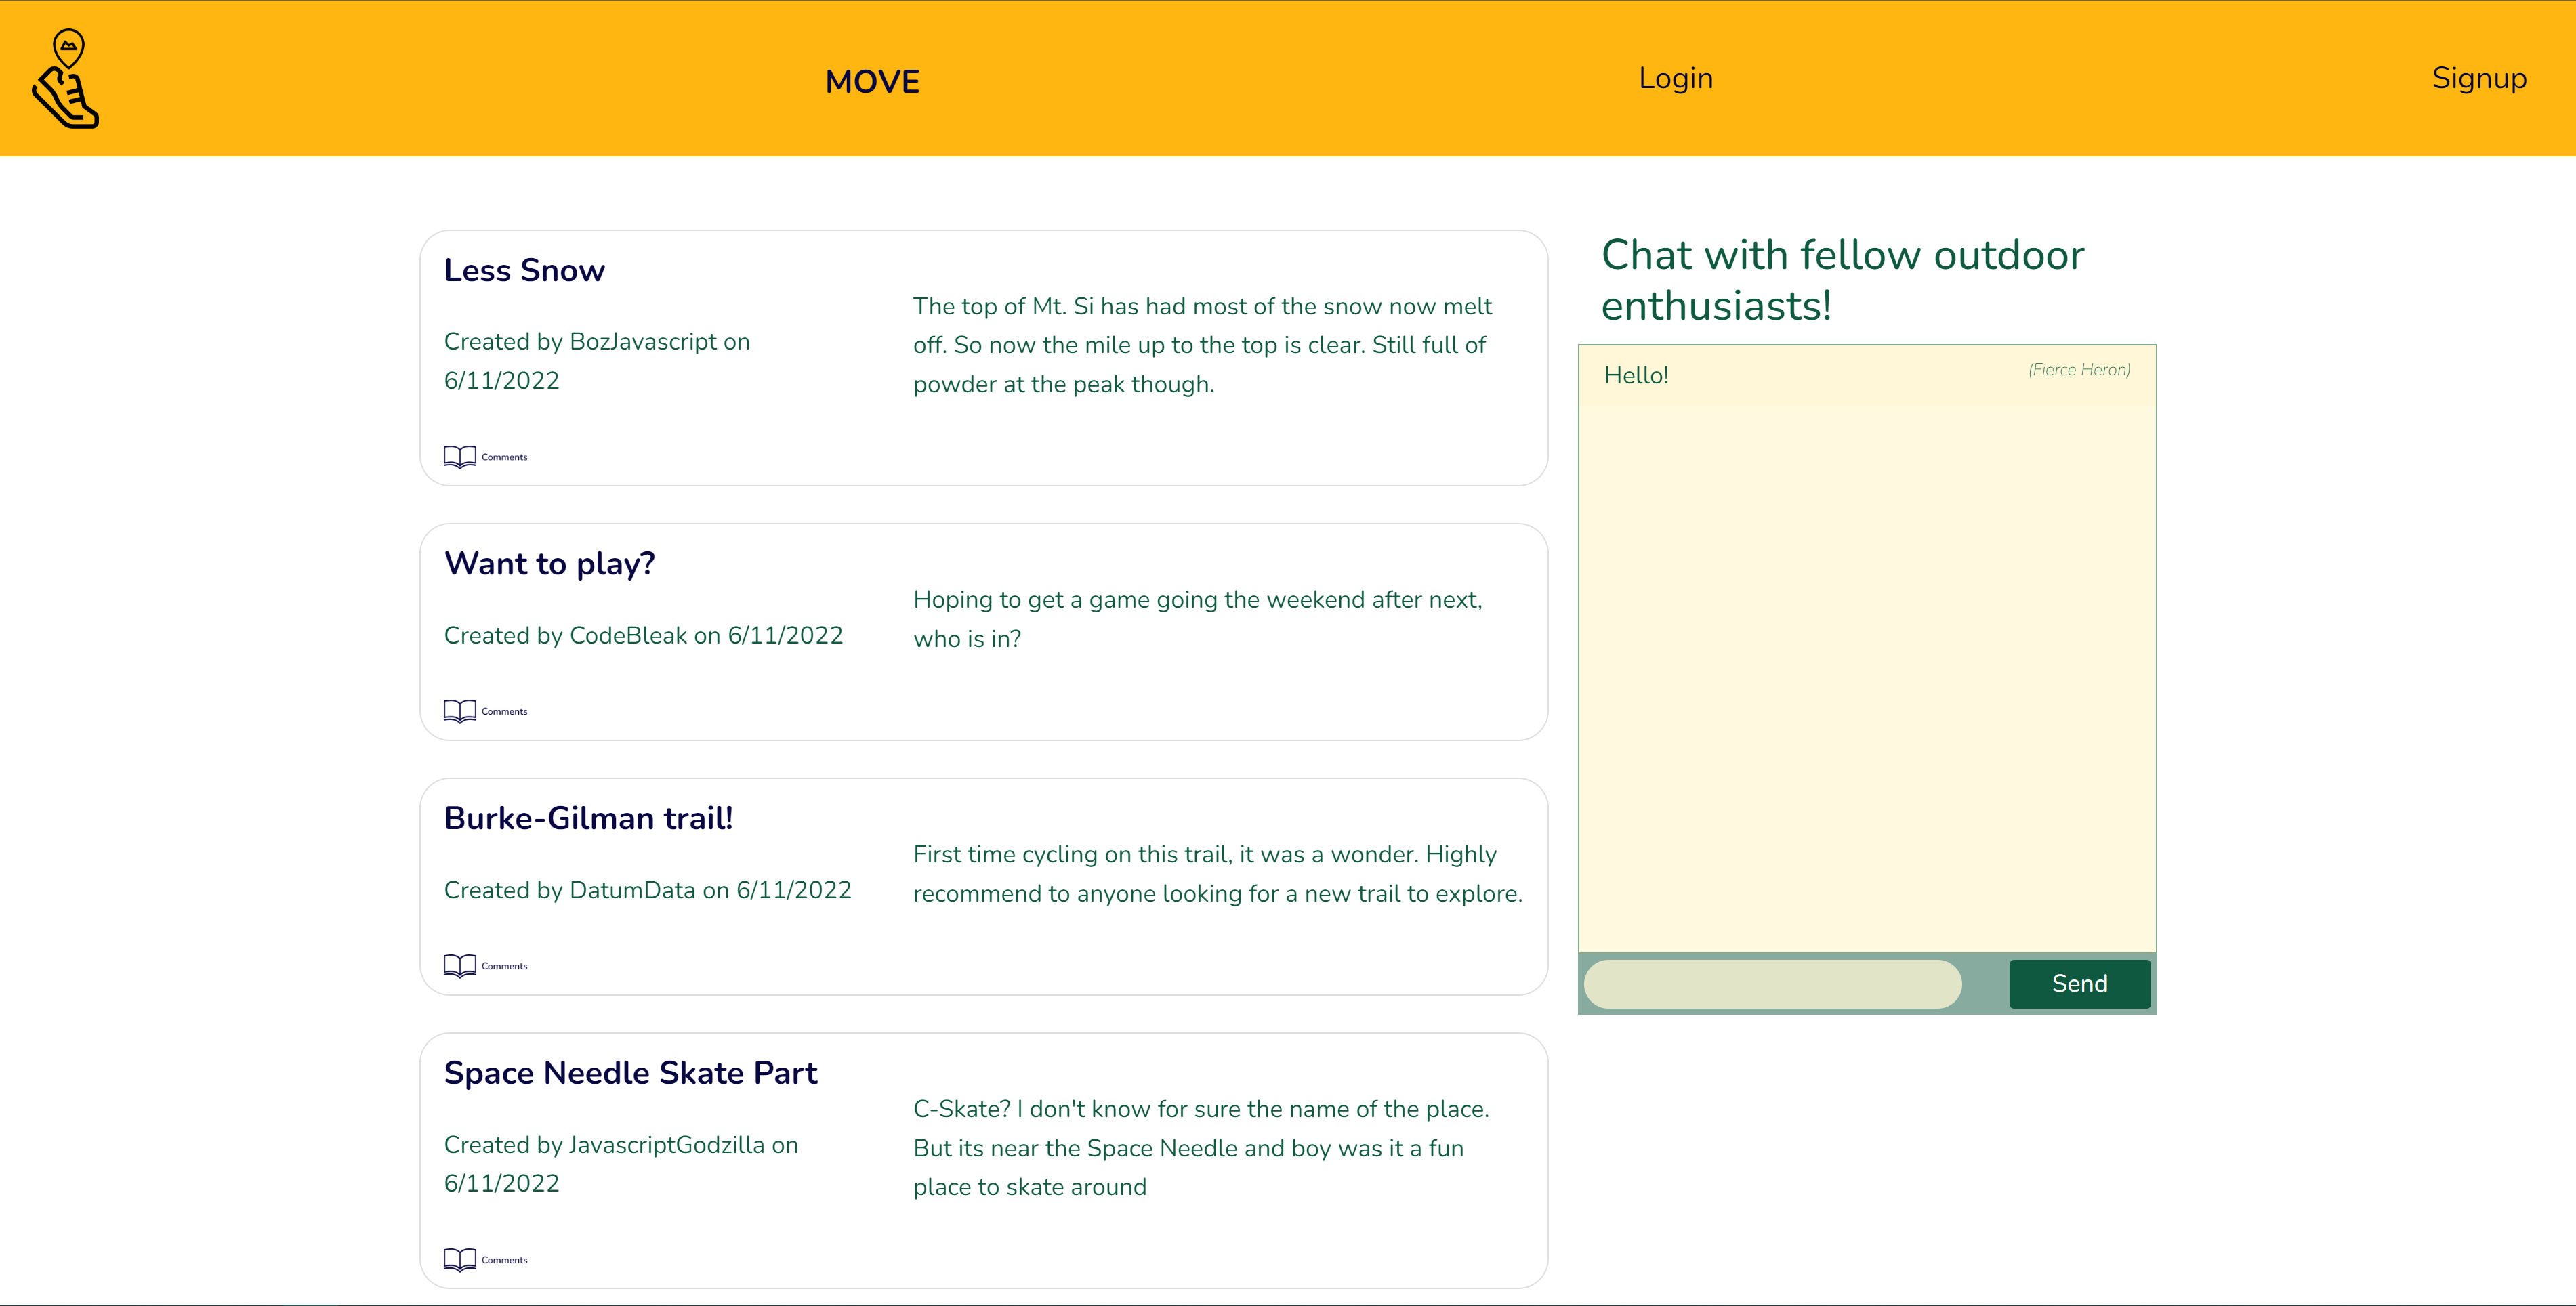 MOVE
Login
Signup
Less Snow
Created by BozJavascript on
6/11/2022
The top of Mt. Si has had most of the snow now melt
off. So now the mile up to the top is clear. Still full of
powder at the peak though.
Comments
Want to play?
Created by CodeBleak on 6/11/2022
Hoping to get a game going the weekend after next,
who is in?
Comments
Burke-Gilman trail!
Created by DatumData on 6/11/2022
First time cycling on this trail, it was a wonder. Highly
recommend to anyone looking for a new trail to explore.
Comments
Space Needle Skate Part
Created by JavascriptGodzilla on
6/11/2022
C-Skate? I don't know for sure the name of the place.
But its near the Space Needle and boy was it a fun
place to skate around
Comments
Chat with fellow outdoor
enthusiasts!
Hello!
(Fierce Heron)
Send